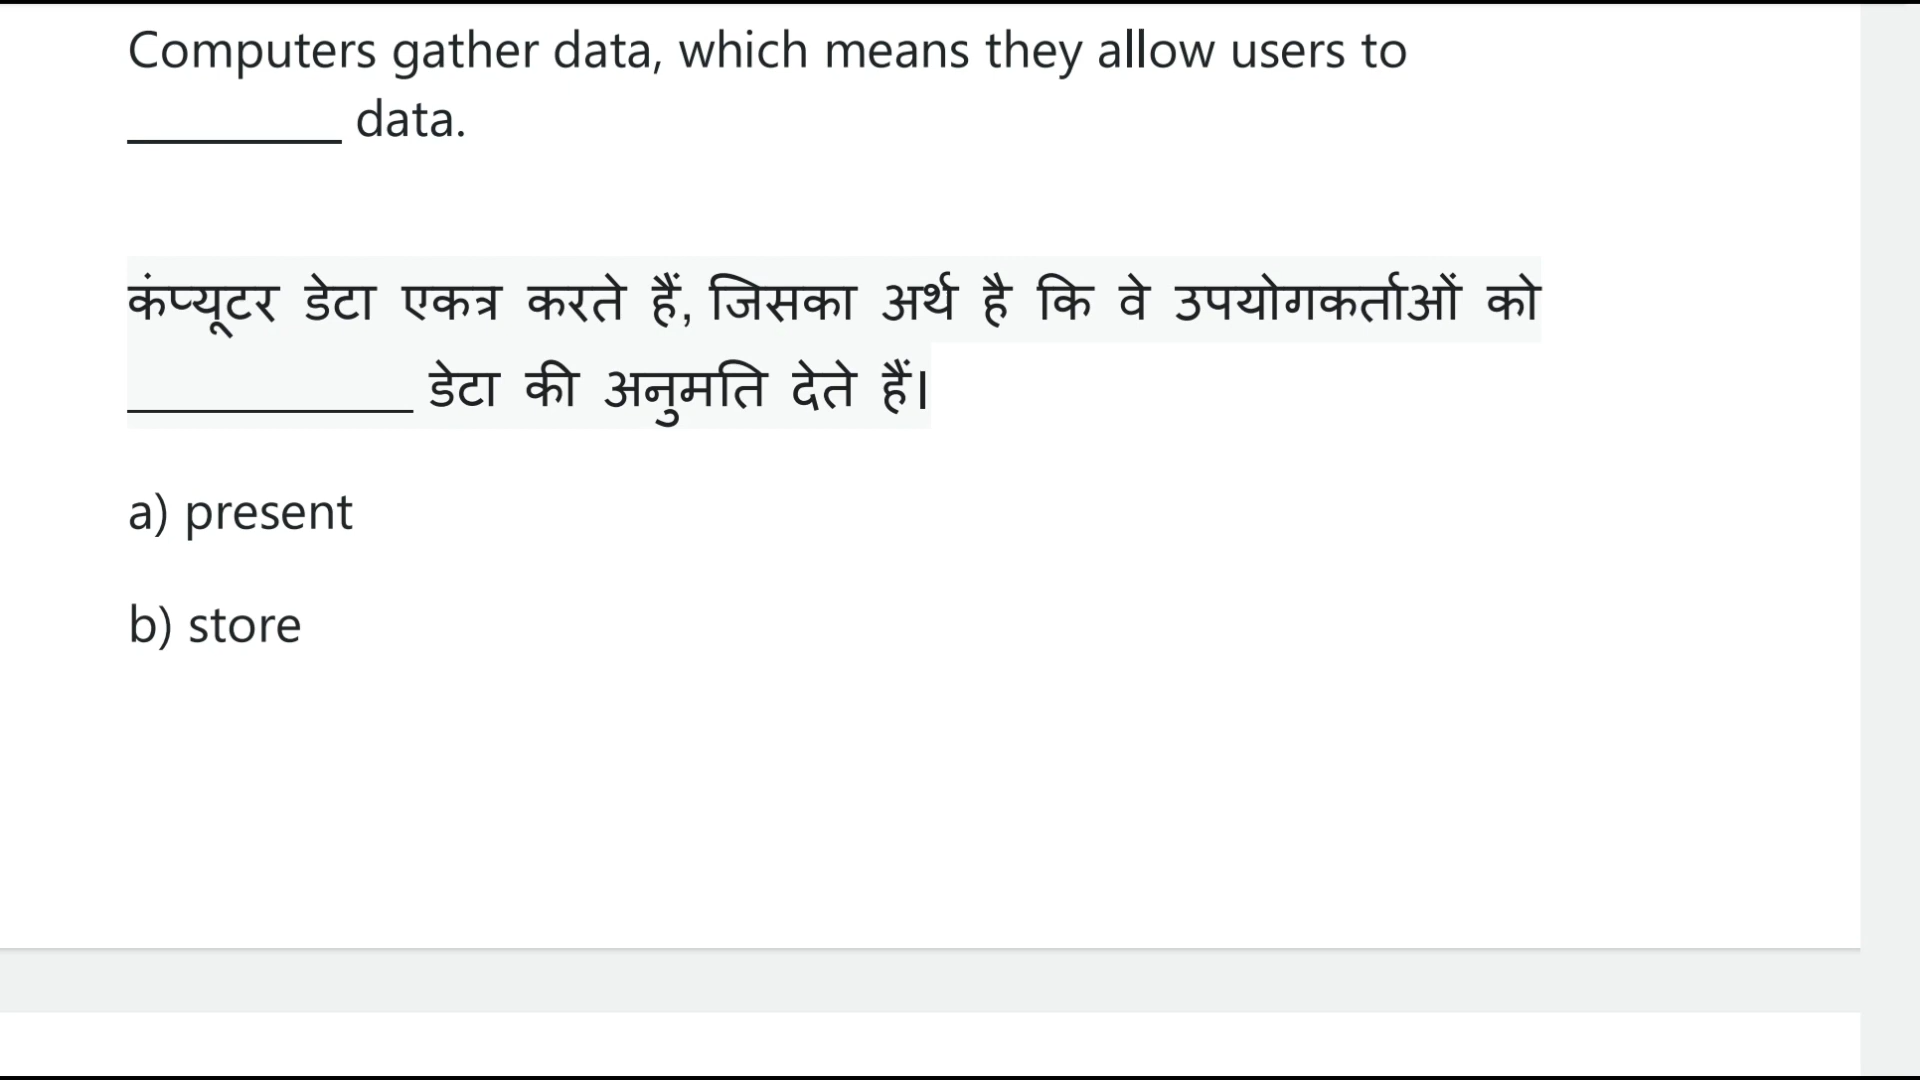 Computers gather data, which means they allow users to
_________ data.
कंप्यूटर डेटा एकत्र करते हैं, जिसका अर्थ है कि वे उपयोगकर्ताओं को
____________ डेटा की अनुमति देते हैं।
a) present
b) store